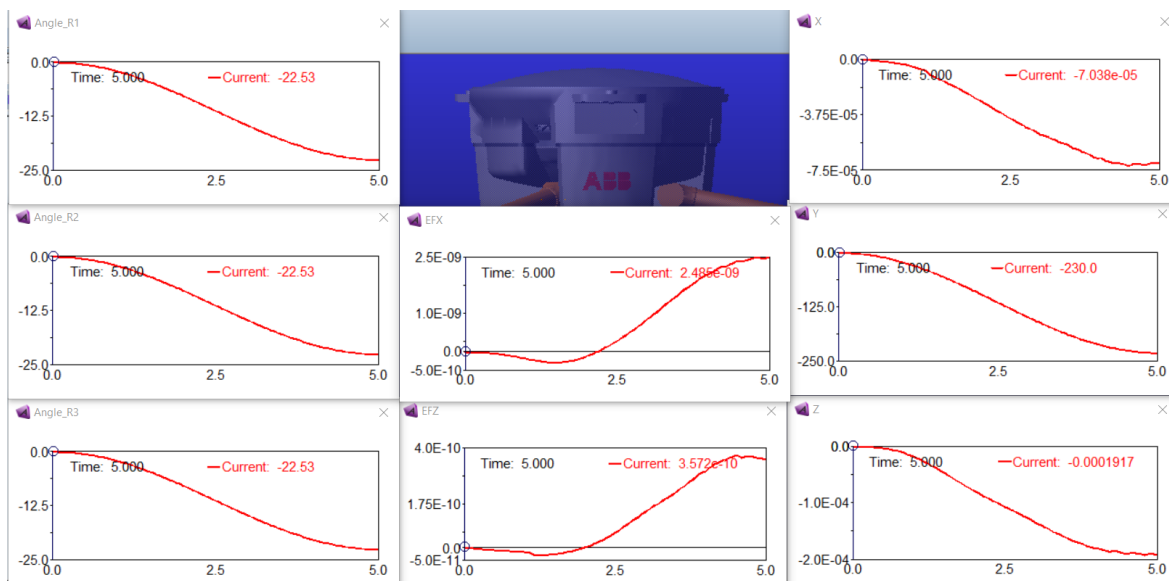 Angle_R1
0.0
-12.5
-25.0
Time: 5.000
Current: -22.53
0.0
2.5
5.0
ABB
X
0.0
-3.75E-05
-7.5E-05
Time: 5.000
Current: -7.038e-05
0.0
2.5
5.0
Angle_R2
0.0
-12.5
-25.0
Time: 5.000
Current: -22.53
0.0
2.5
5.0
EFX
2.5E-09
1.0E-09
0.0
-5.0E-10
Time: 5.000
Current: 2.485e-09
0.0
2.5
5.0
Y
0.0
-125.0
-250.0
Time: 5.000
Current: -230.0
0.0
2.5
5.0
Angle_R3
0.0
-12.5
-25.0
Time: 5.000
Current: -22.53
0.0
2.5
5.0
EFZ
4.0E-10
1.75E-10
0.0
-5.0E-11
Time: 5.000
Current: 3.572e-10
0.0
2.5
5.0
Z
0.0
-1.0E-04
-2.0E-04
Time: 5.000
Current: -0.0001917
0.0
2.5
5.0